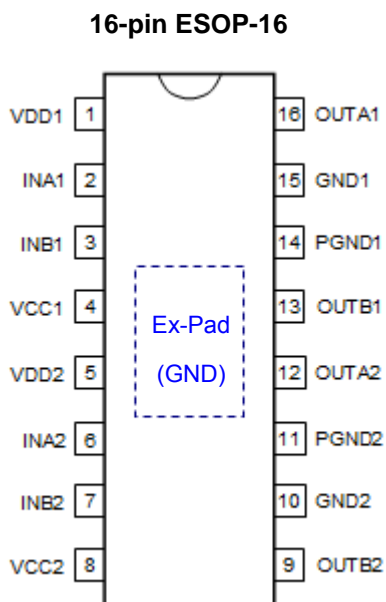 16-pin ESOP-16
VDD1 1 16 OUTA1
INA1 2 15 GND1
INB1 3 14 PGND1
VCC1 4 13 OUTB1
Ex-Pad
(GND)
VDD2 5 12 OUTA2
INA2 6 11 PGND2
INB2 7 10 GND2
VCC2 8 9 OUTB2